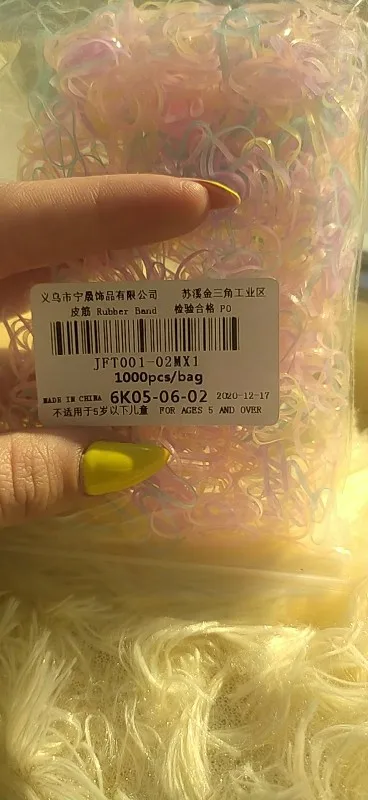 义乌市宁晟饰品有限公司 苏溪金三角工业区
皮筋 Rubber Band 检验合格 PO
JFT001-02MX1
1000pcs/bag
MADE IN CHINA 6K05-06-02 2020-12-17
不适用于5岁以下儿童 FOR AGES 5 AND OVER